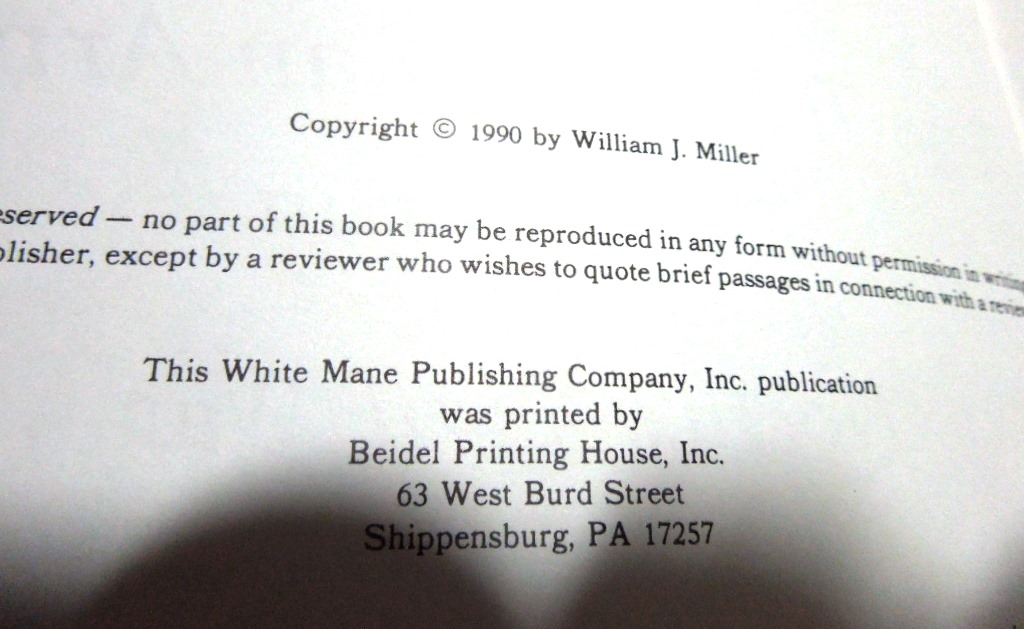 Copyright © 1990 by William J. Miller
served — no part of this book may be reproduced in any form without permission in writing
lisher, except by a reviewer who wishes to quote brief passages in connection with a
This White Mane Publishing Company, Inc. publication
was printed by
Beidel Printing House, Inc.
63 West Burd Street
Shippensburg, PA 17257